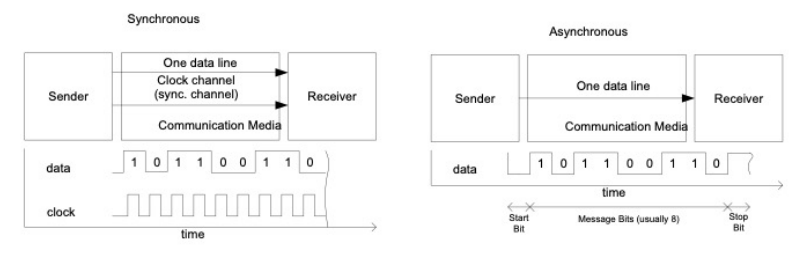 Synchronous
One data line
Clock channel
(sync. channel)
Sender
Receiver
Communication Media
data
1 0 1 1 0 0 1 1 0
clock
time
Asynchronous
One data line
Sender
Receiver
Communication Media
data
1 0 1 1 0 0 1 1 0
time
Start
Bit
Message Bits (usually 8)
Stop
Bit